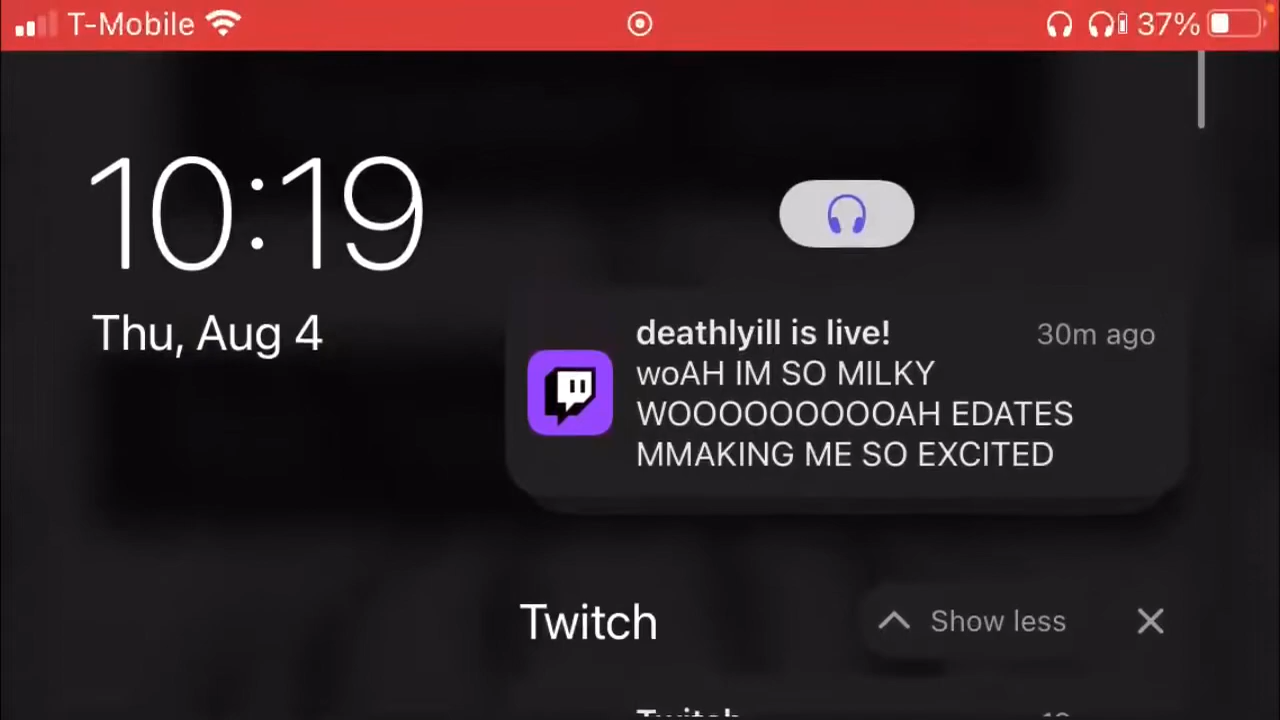 T-Mobile
37%
10:19
Thu, Aug 4
deathlyill is live!
30m ago
woAH IM SO MILKY
WOOOOOOOOOAH EDATES
MMAKING ME SO EXCITED
Twitch
Show less
Twitch